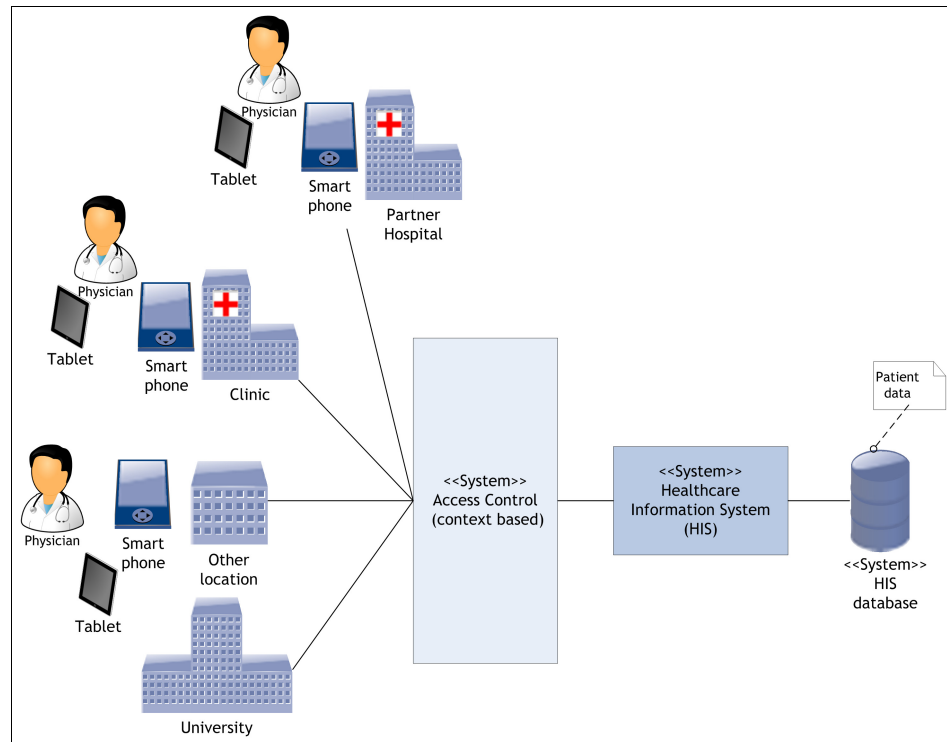 Physician
Tablet
Smart
phone
Partner
Hospital
Physician
Tablet
Smart
phone
Clinic
Physician
Smart
phone
Other
location
Tablet
University
<<System>>
Access Control
(context based)
<<System>>
Healthcare
Information System
(HIS)
Patient
data
<<System>>
HIS
database